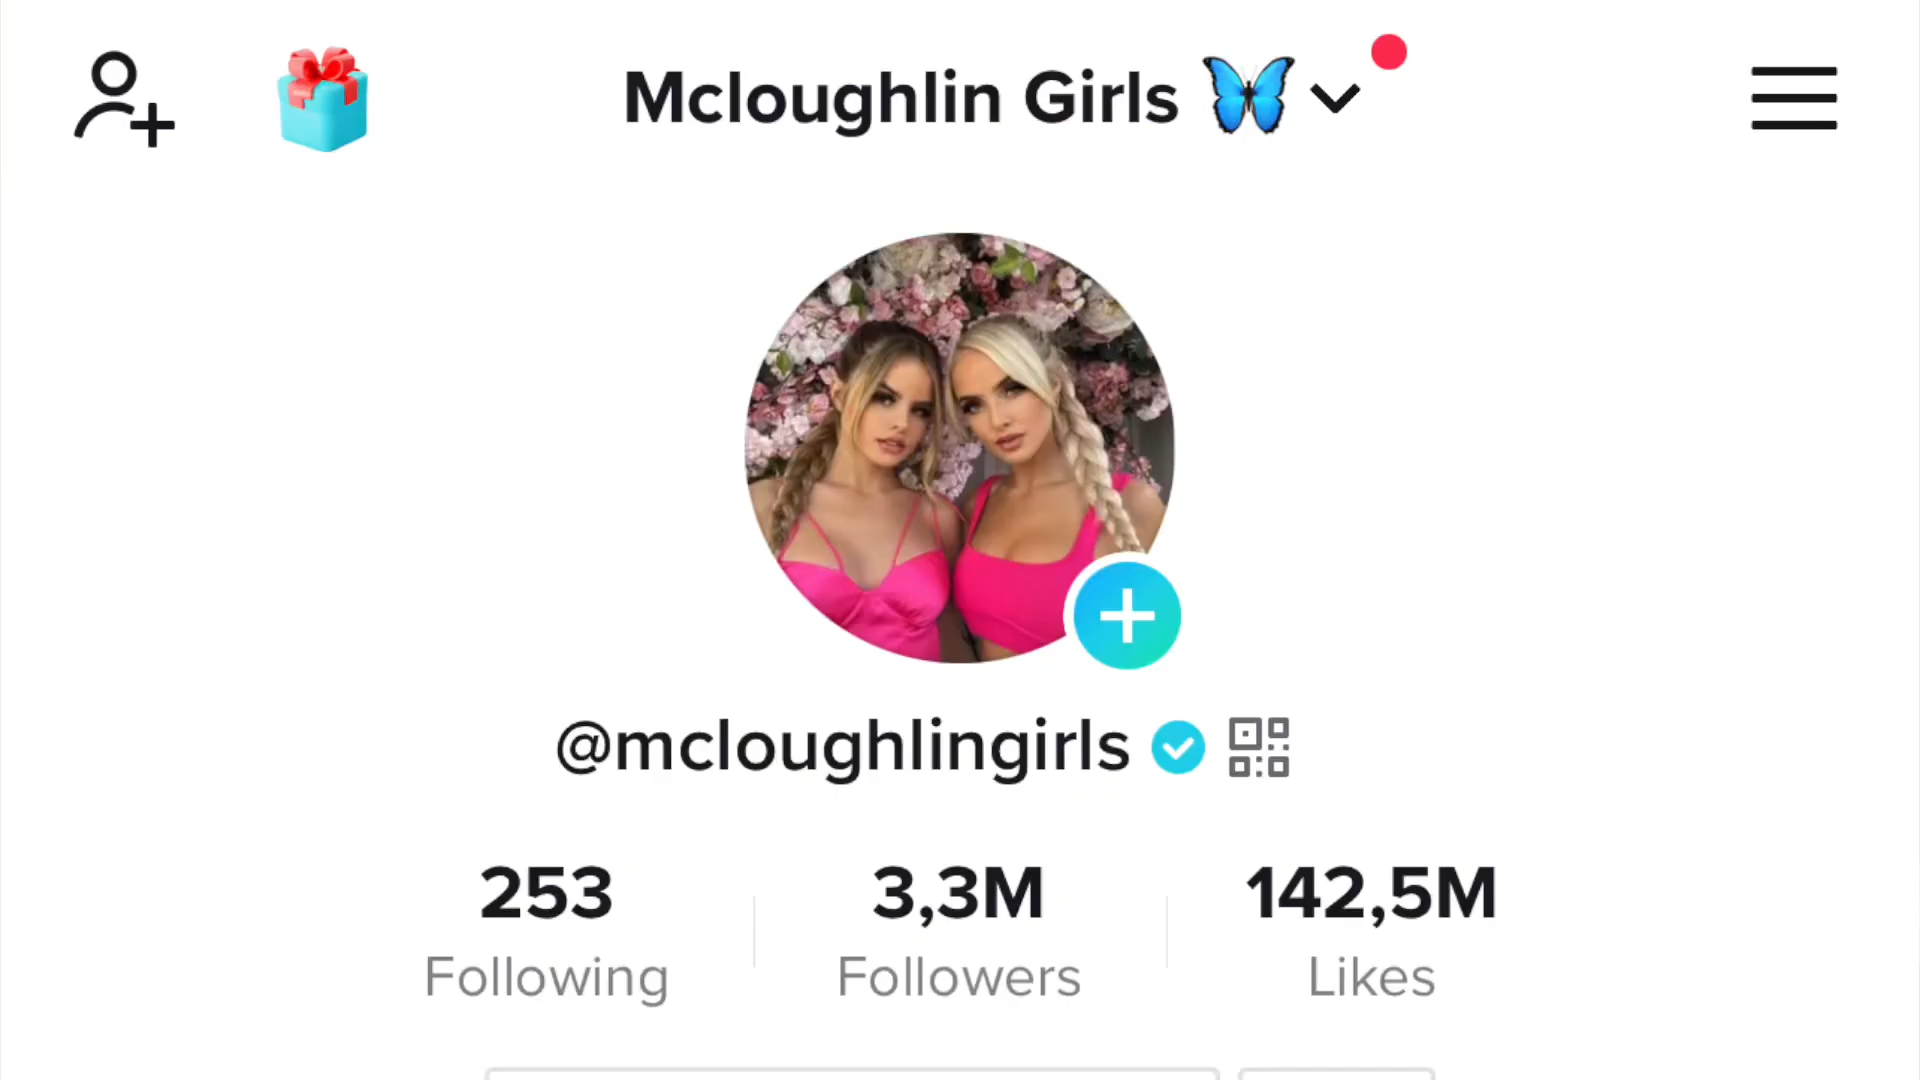 Mcloughlin Girls 🦋
@mcloughlingirls
253 3,3M 142,5M
Following Followers Likes